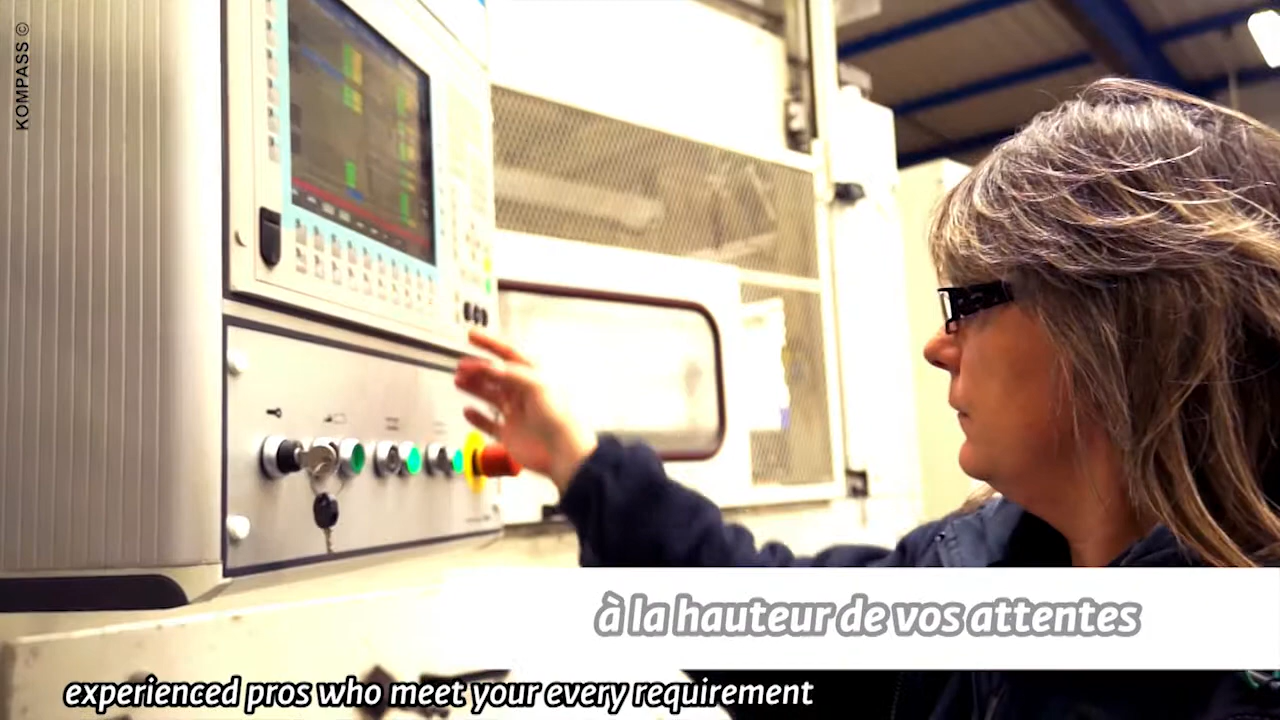 KOMPASS ©
à la hauteur de vos attentes
experienced pros who meet your every requirement